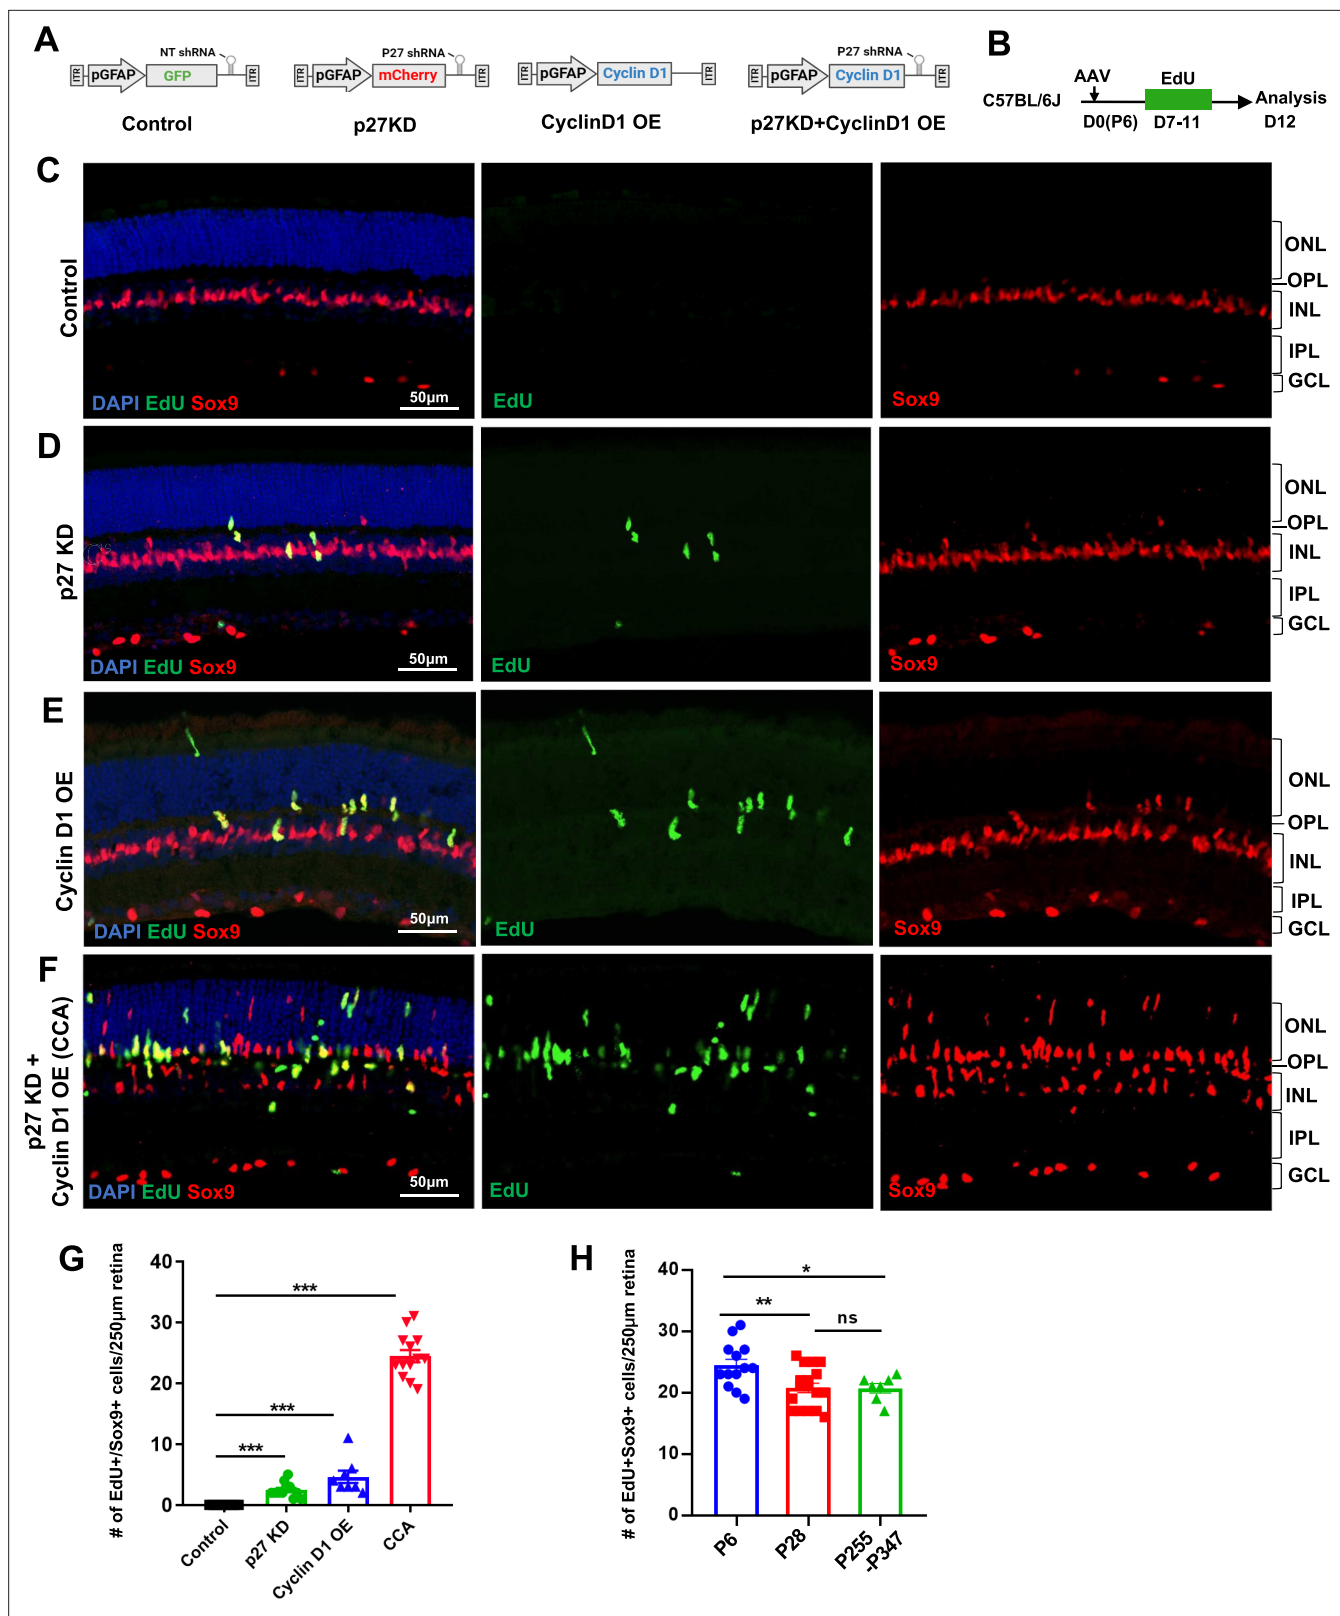 A
NT shRNA
ITR
pGFAP
GFP
ITR
Control
P27 shRNA
ITR
pGFAP
mCherry
ITR
p27KD
ITR
pGFAP
Cyclin D1
ITR
CyclinD1 OE
P27 shRNA
ITR
pGFAP
Cyclin D1
ITR
p27KD+CyclinD1 OE
B
AAV
EdU
C57BL/6J
Analysis
D0(P6)
D7-11
D12
C
Control
DAPI EdU Sox9
50µm
EdU
Sox9
ONL
OPL
INL
IPL
GCL
D
p27 KD
DAPI EdU Sox9
50µm
EdU
Sox9
ONL
OPL
INL
IPL
GCL
E
Cyclin D1 OE
DAPI EdU Sox9
50µm
EdU
Sox9
ONL
OPL
INL
IPL
GCL
F
p27 KD +
Cyclin D1 OE (CCA)
DAPI EdU Sox9
50µm
EdU
Sox9
ONL
OPL
INL
IPL
GCL
G
# of EdU+/Sox9+ cells/250µm retina
40
30
20
10
0
***
***
***
Control
p27 KD
Cyclin D1 OE
CCA
H
# of EdU+Sox9+ cells/250µm retina
40
30
20
10
0
*
**
ns
P6
P28
P255
-P347